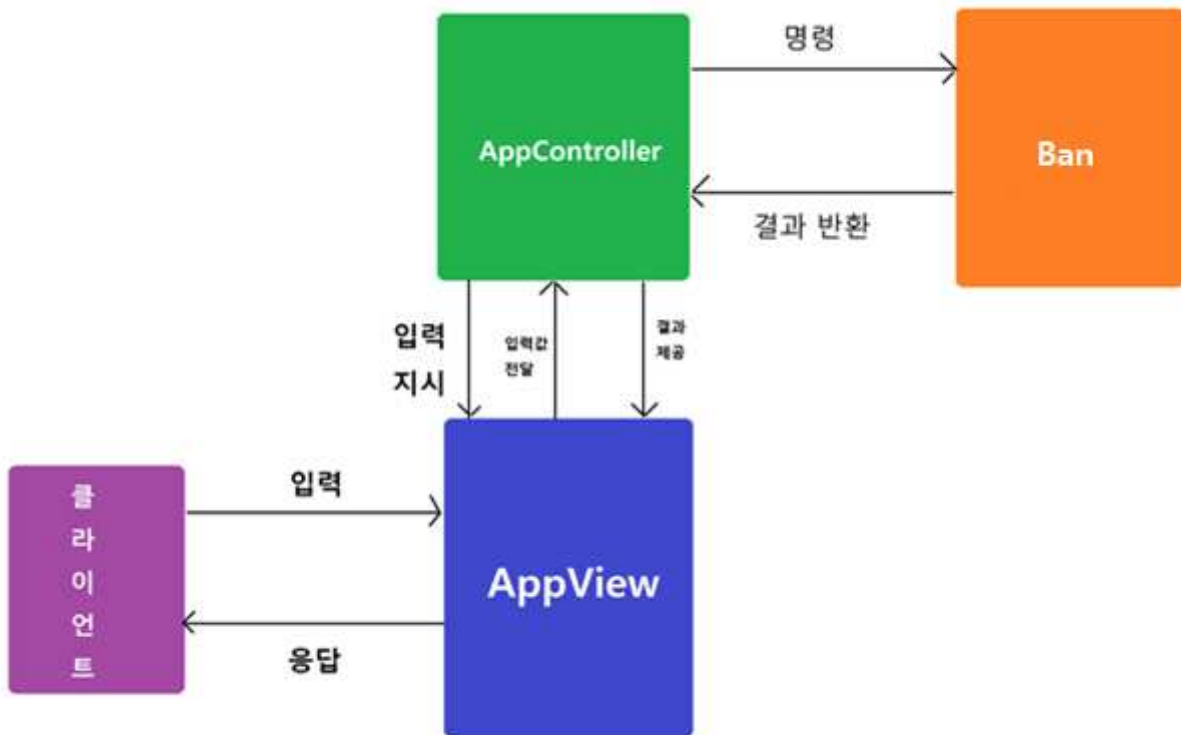 명령
AppController
Ban
결과 반환
입력
지시
입력값
전달
결과
제공
입력
클
라
이
언
트
AppView
응답